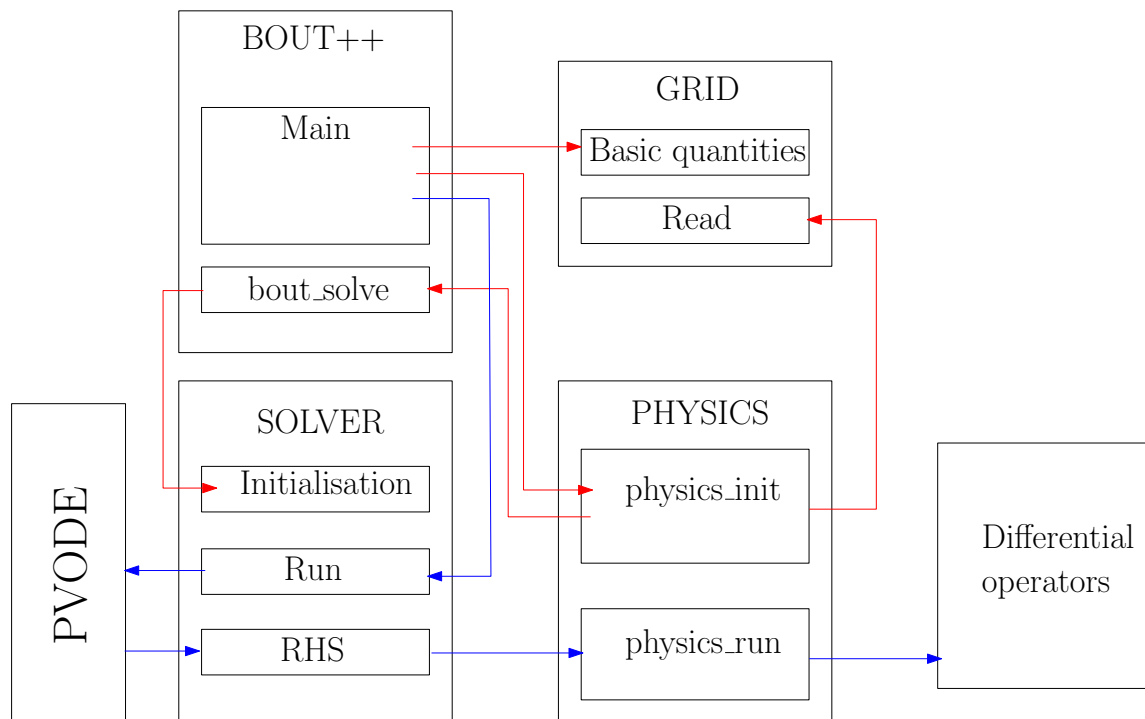 BOUT++
Main
bout_solve
GRID
Basic quantities
Read
SOLVER
Initialisation
Run
RHS
PVODE
PHYSICS
physics_init
physics_run
Differential
operators